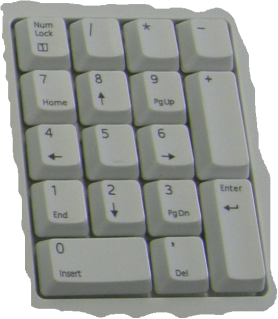 Num
Lock
/ * -
7 8 9 +
Home ↑ PgUp
4 5 6
← →
1 2 3 Enter
End ↓ PgDn ↵
0 '
Insert Del